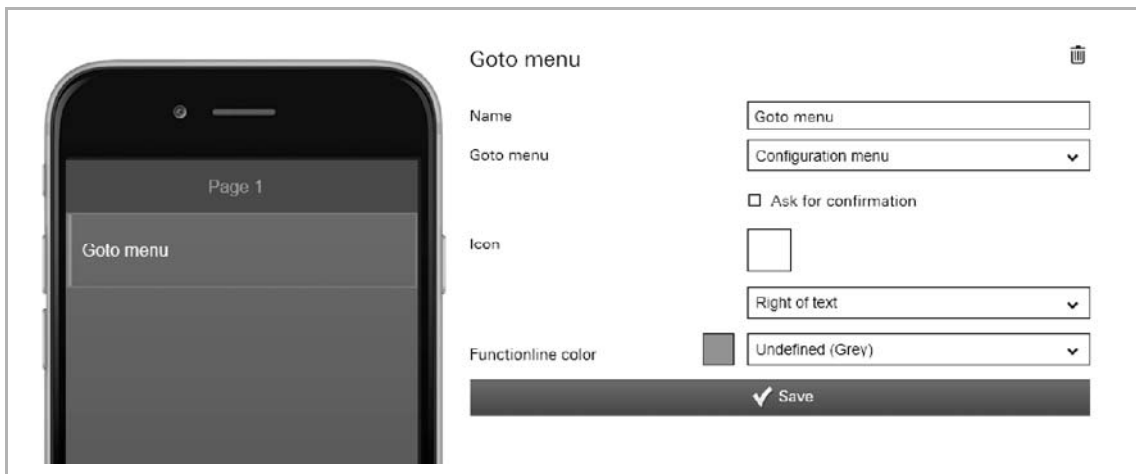 Page 1
Goto menu
Goto menu
Name
Goto menu
Goto menu
Configuration menu
Ask for confirmation
Icon
Right of text
Functionline color
Undefined (Grey)
Save